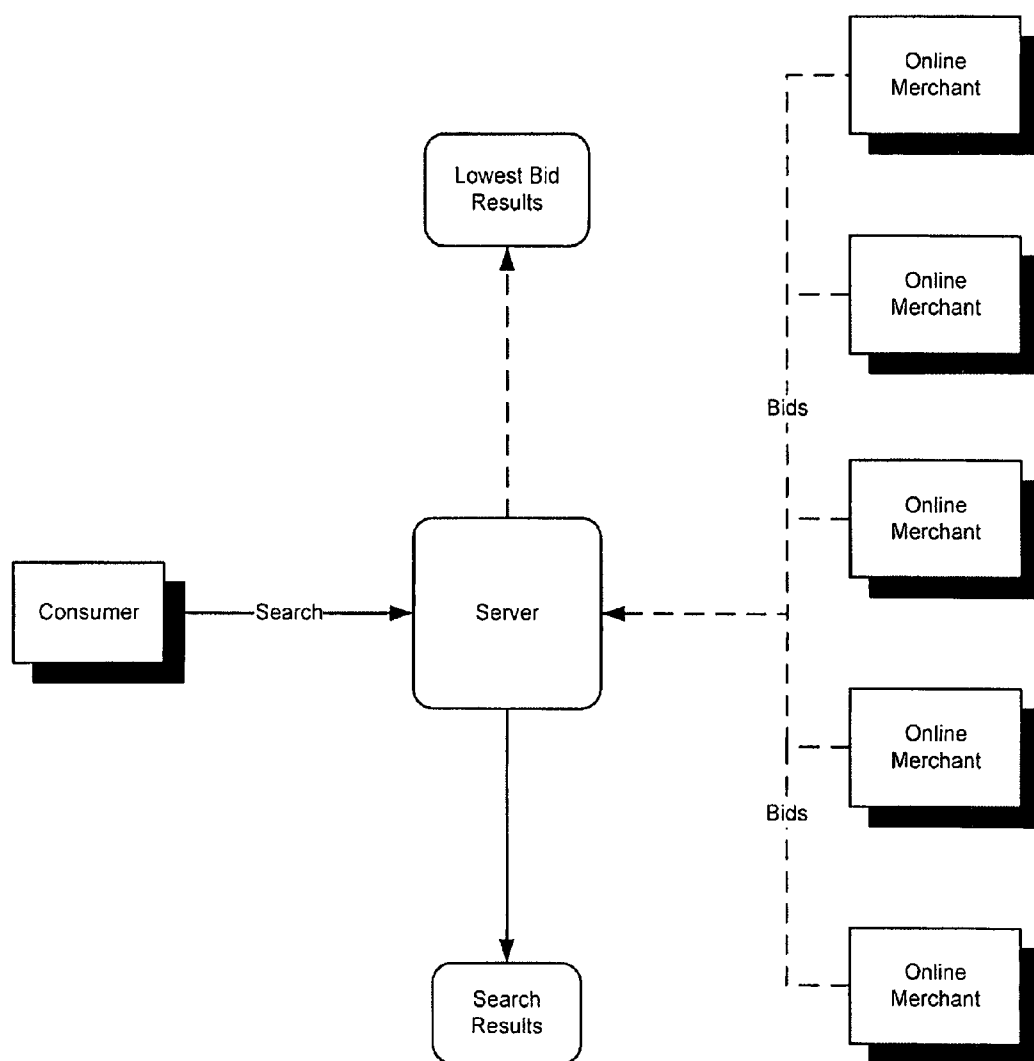 Online
Merchant
Lowest Bid
Results
Online
Merchant
Bids
Online
Merchant
Consumer
Search
Server
Online
Merchant
Bids
Online
Merchant
Search
Results